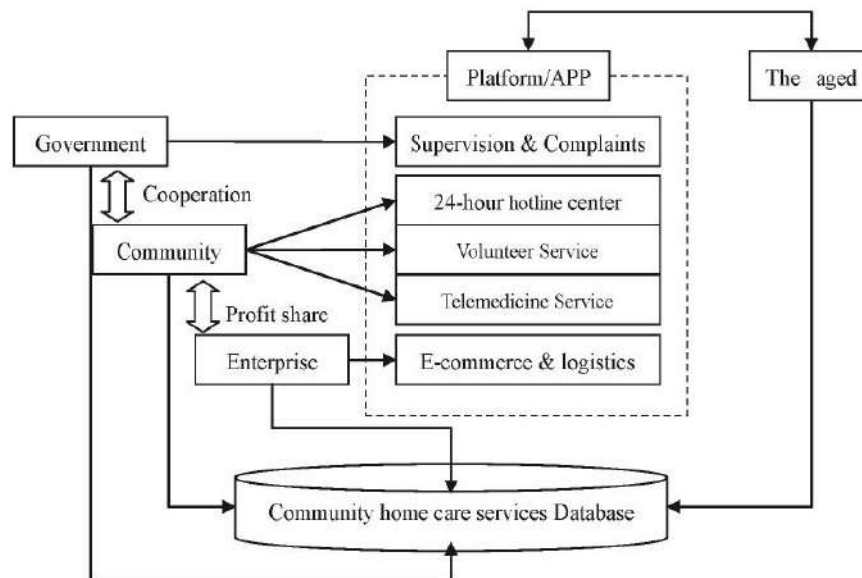 Platform/APP
The aged
Government
Supervision & Complaints
Cooperation
24-hour hotline center
Community
Volunteer Service
Telemedicine Service
Profit share
Enterprise
E-commerce & logistics
Community home care services Database